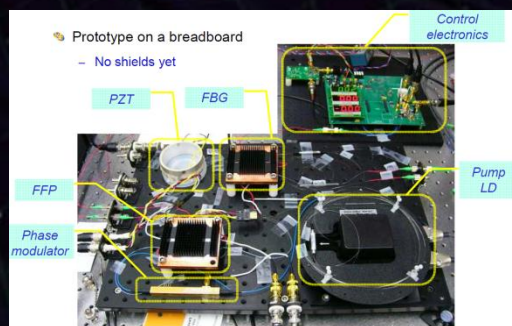 Prototype on a breadboard
– No shields yet
Control
electronics
PZT
FBG
FFP
Phase
modulator
Pump
LD